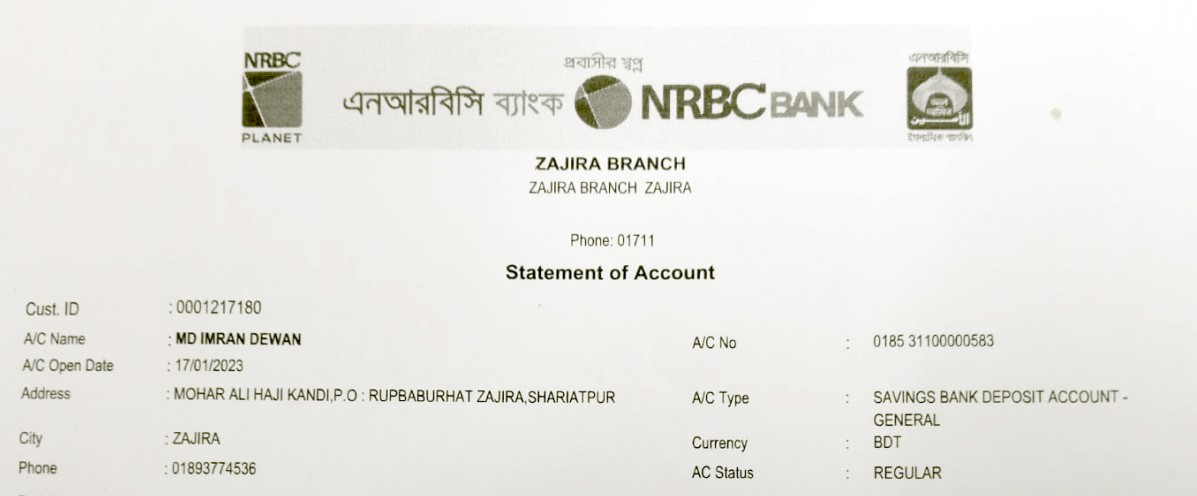 NRBC
PLANET
প্রবাসীর স্বপ্ন
এনআরবিসি ব্যাংক NRBC BANK
এনআরবিসি
ইসলামিক ব্যাংকিং
ZAJIRA BRANCH
ZAJIRA BRANCH ZAJIRA
Phone: 01711
Statement of Account
Cust. ID : 0001217180
A/C Name : MD IMRAN DEWAN
A/C No : 0185 31100000583
A/C Open Date : 17/01/2023
Address : MOHAR ALI HAJI KANDI,P.O : RUPBABURHAT ZAJIRA,SHARIATPUR
A/C Type : SAVINGS BANK DEPOSIT ACCOUNT -
GENERAL
City : ZAJIRA
Currency : BDT
Phone : 01893774536
AC Status : REGULAR